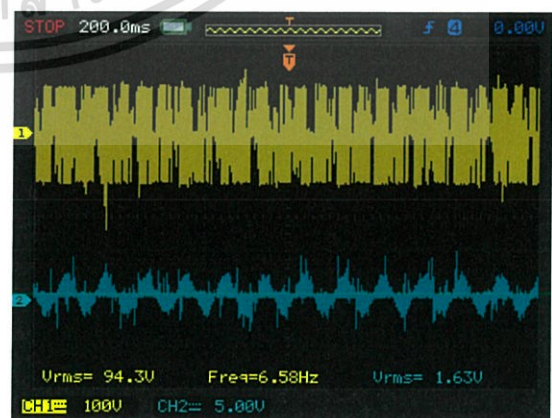 STOP 200.0ms T 4 0.00V
T
1
2
Vrms= 94.3V Freq=6.58Hz Vrms= 1.63V
CH1 100V CH2 5.00V